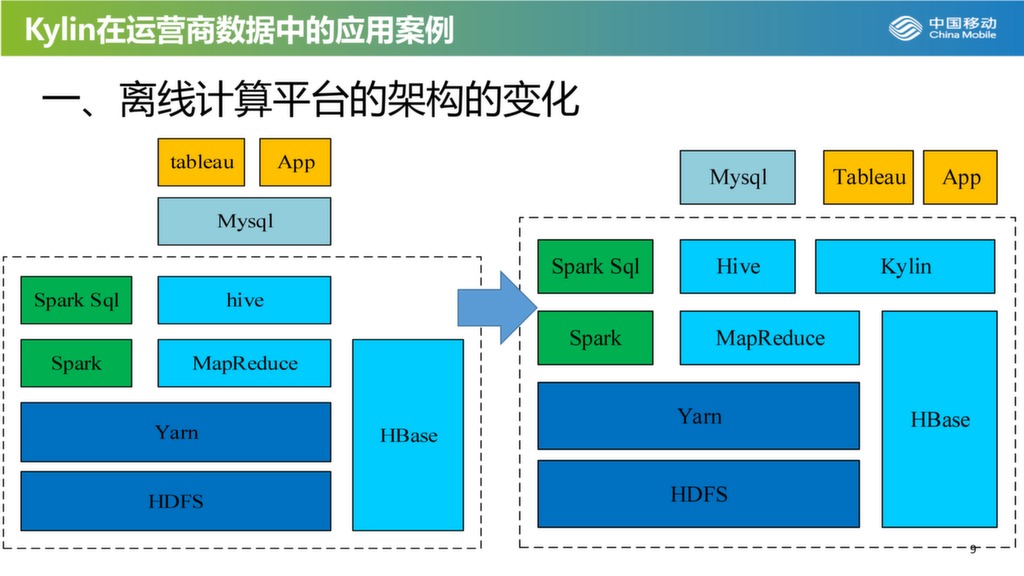 Kylin在运营商数据中的应用案例
中国移动
China Mobile
一、离线计算平台的架构的变化
tableau App
Mysql
Spark Sql hive
Spark MapReduce
HBase
Yarn
HDFS
Mysql Tableau App
Spark Sql Hive Kylin
Spark MapReduce
Yarn
HBase
HDFS
9